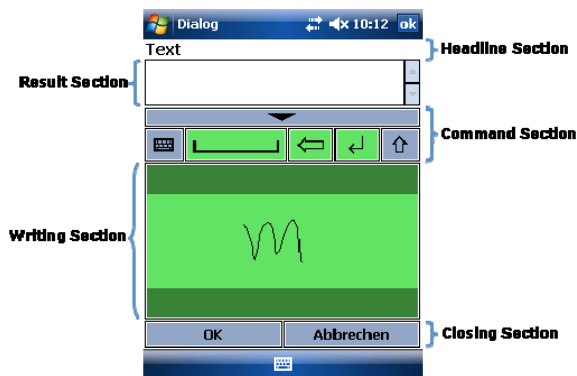 Dialog 10:12 ok
Text
Headline Section
Result Section
Command Section
Writing Section
m
OK Abbrechen
Closing Section